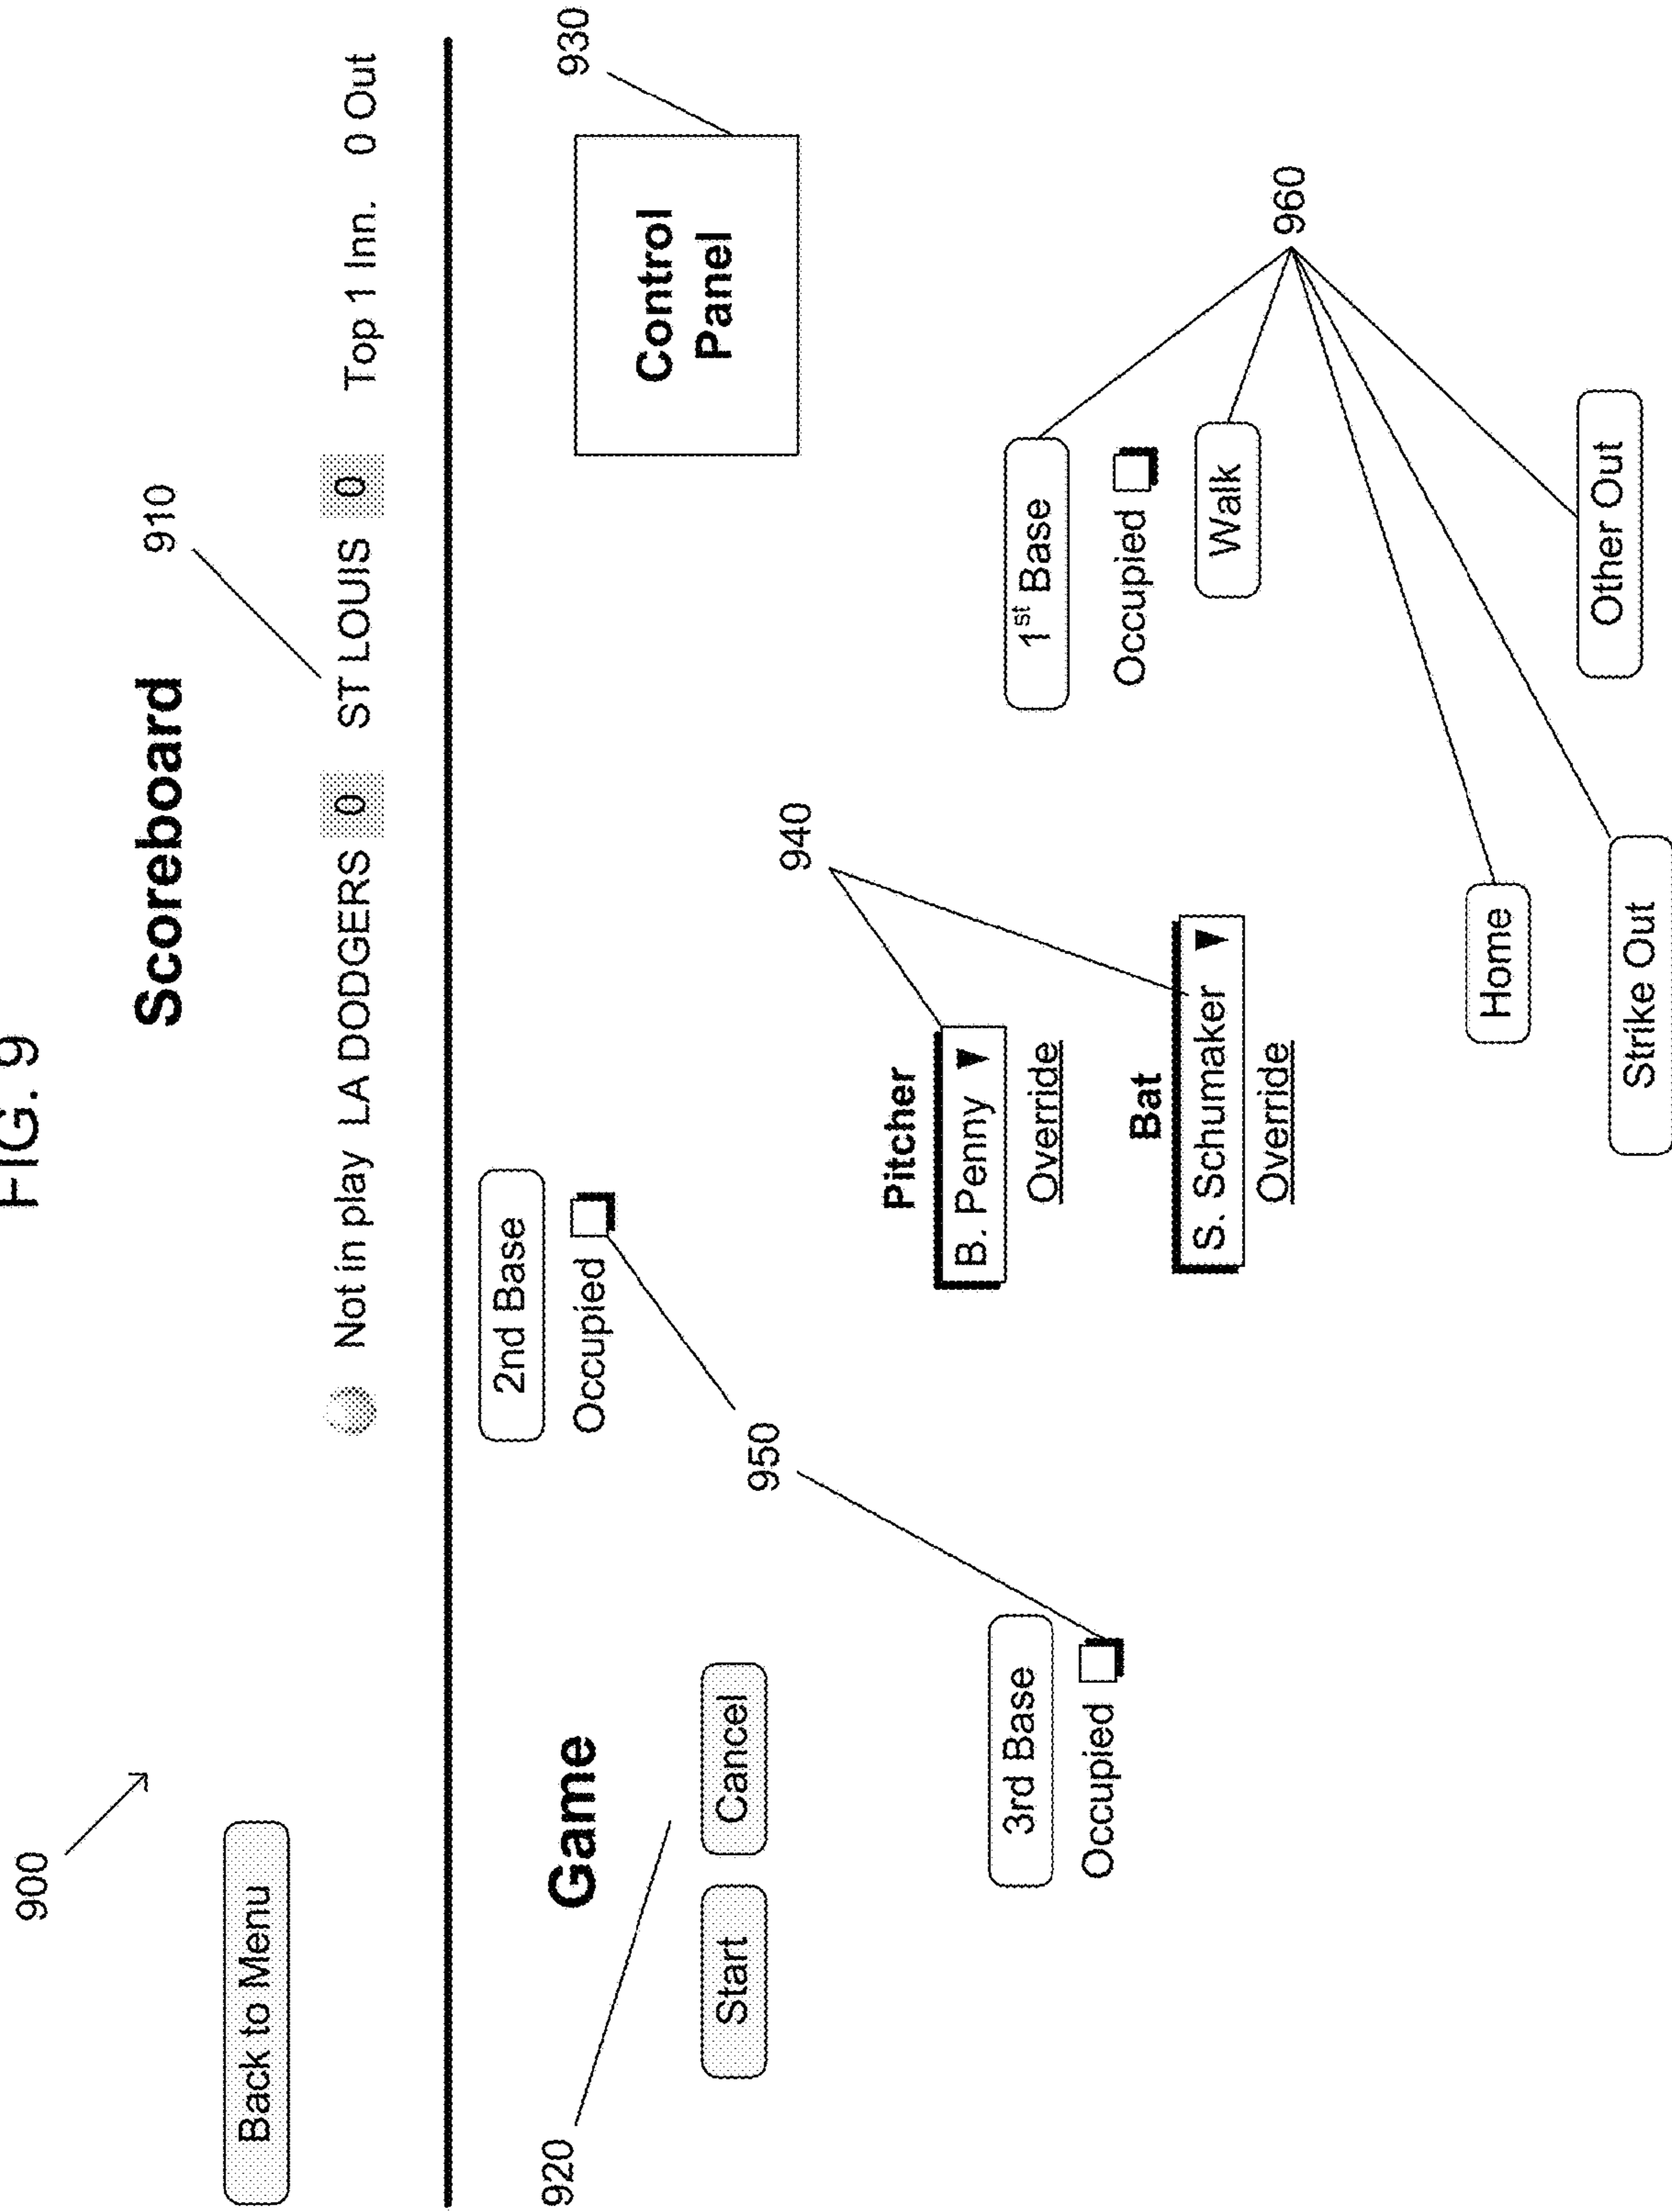 FIG. 9
900
Scoreboard
910
Back to Menu
Not in play LA DODGERS 0 ST LOUIS 0 Top 1 Inn. 0 Out
920
Game
Start Cancel
2nd Base
Occupied
930
Control
Panel
950
940
Pitcher
B. Penny ▼
Override
3rd Base
Occupied
1st Base
Occupied
Bat
S. Schumaker ▼
Override
Walk
960
Home
Strike Out
Other Out